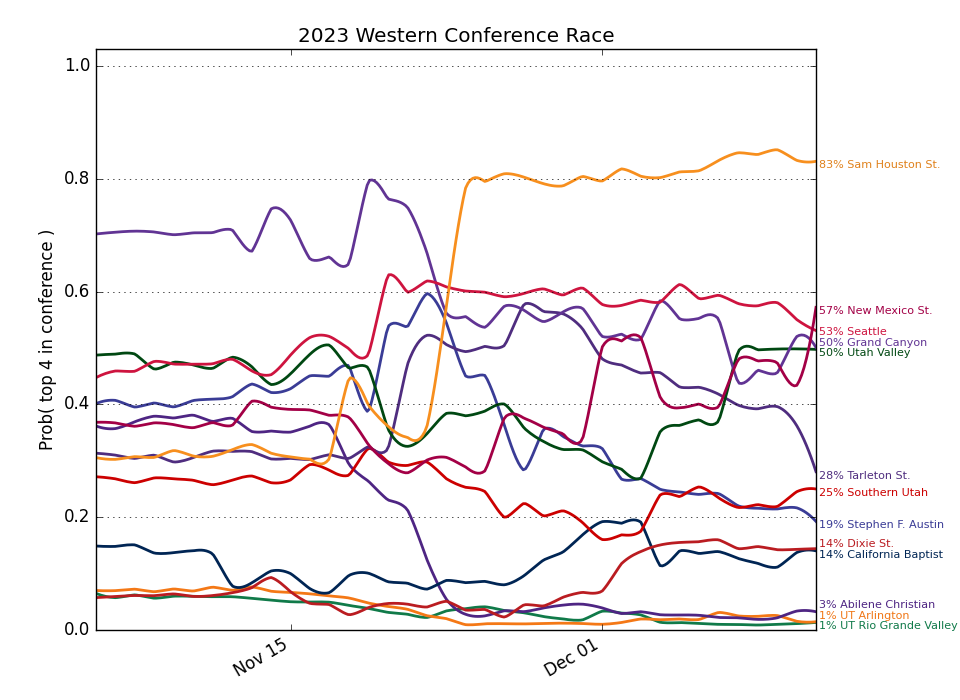 2023 Western Conference Race
Prob( top 4 in conference )
1.0
0.8
0.6
0.4
0.2
0.0
Nov 15
Dec 01
83% Sam Houston St.
57% New Mexico St.
53% Seattle
50% Grand Canyon
50% Utah Valley
28% Tarleton St.
25% Southern Utah
19% Stephen F. Austin
14% Dixie St.
14% California Baptist
3% Abilene Christian
1% UT Arlington
1% UT Rio Grande Valley